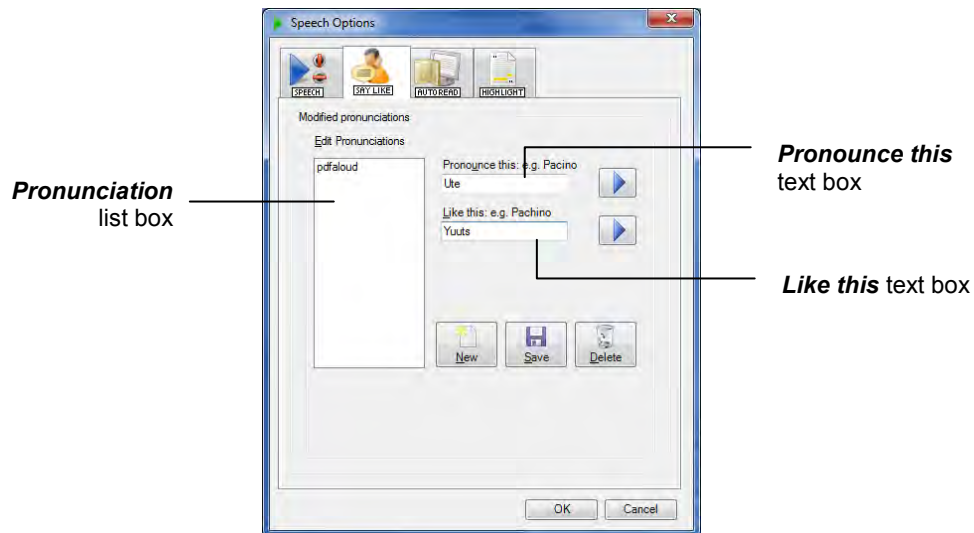 Speech Options
SPEECH
SAY LIKE
AUTOREAD
HIGHLIGHT
Modified pronunciations
Edit Pronunciations
pdfaloud
Pronounce this: e.g. Pacino
Ute
Like this: e.g. Pachino
Yuuts
New
Save
Delete
OK
Cancel
Pronunciation
list box
Pronounce this
text box
Like this text box